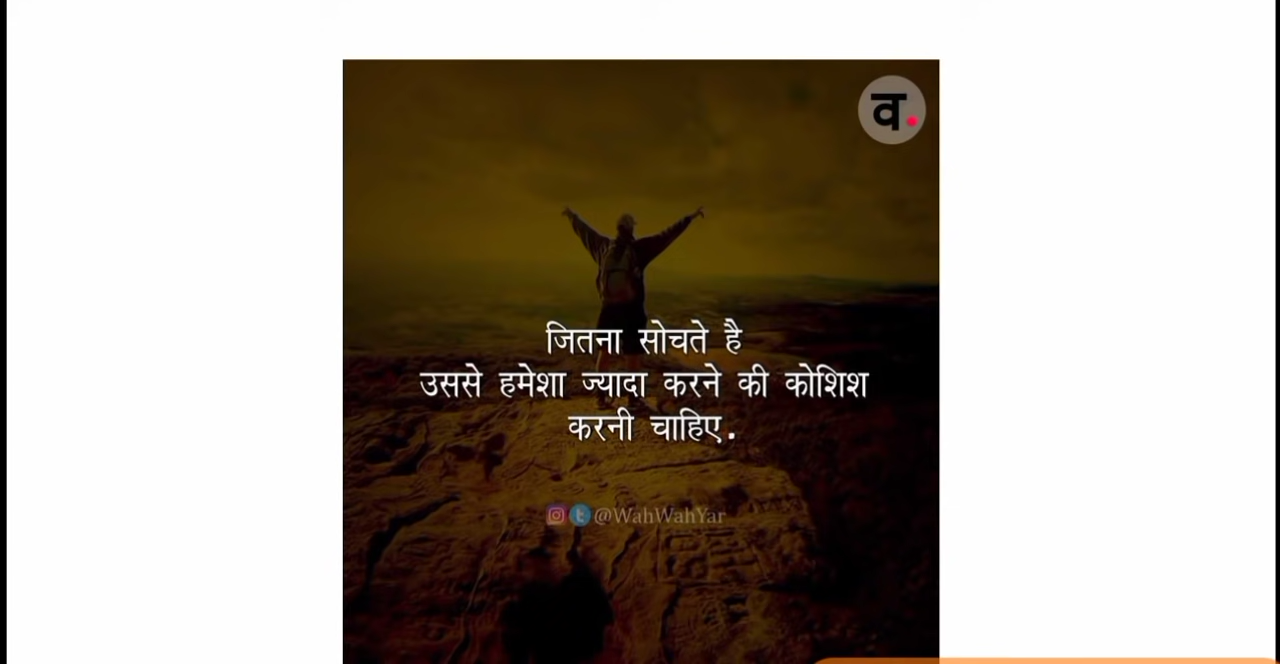 व.
जितना सोचते है
उससे हमेशा ज्यादा करने की कोशिश
करनी चाहिए.
@WahWahYar